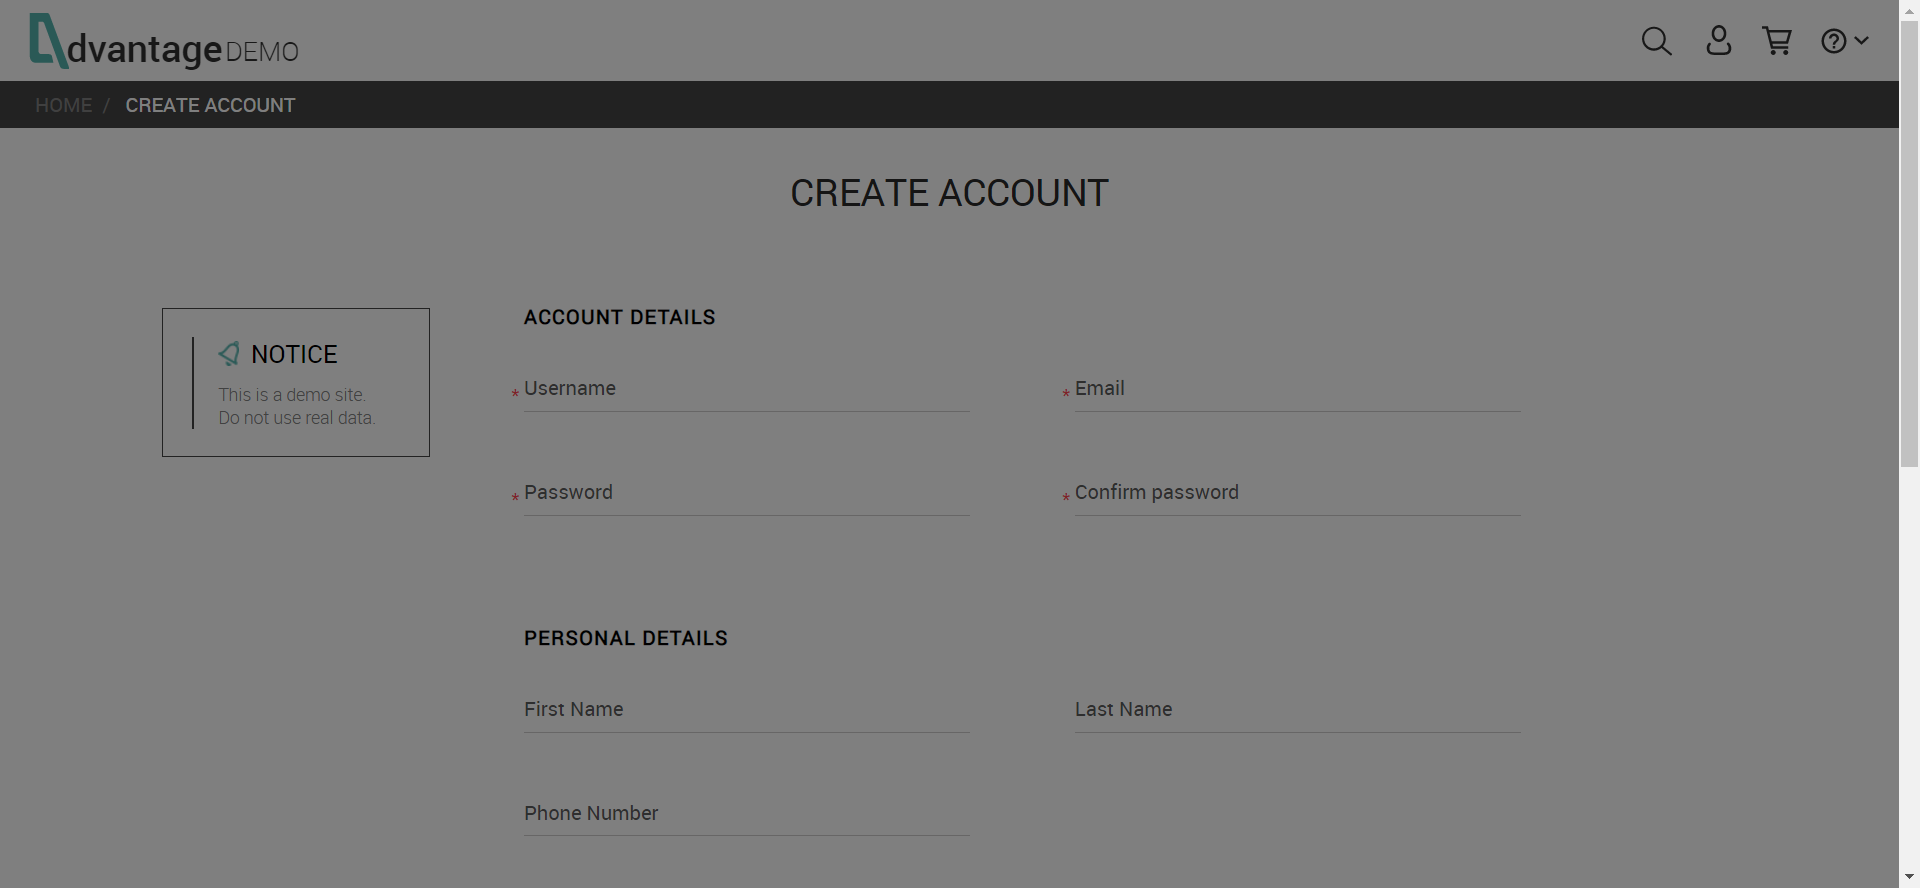 dvantage DEMO
HOME / CREATE ACCOUNT
CREATE ACCOUNT
NOTICE
This is a demo site.
Do not use real data.
ACCOUNT DETAILS
* Username
* Email
* Password
* Confirm password
PERSONAL DETAILS
First Name
Last Name
Phone Number